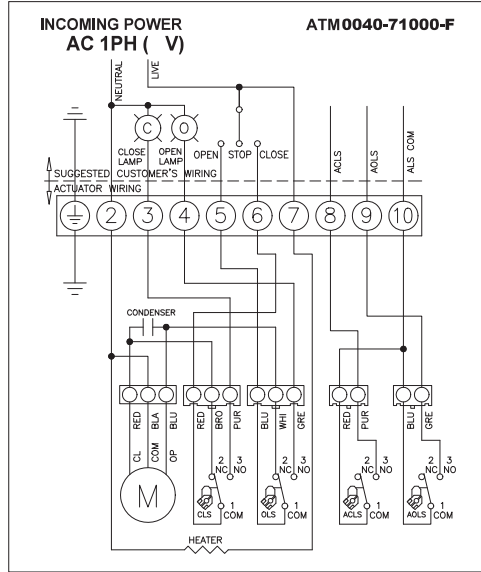 INCOMING POWER
AC 1PH (   V)
ATM0040-71000-F
NEUTRAL
LIVE
C
O
CLOSE LAMP
OPEN LAMP
OPEN
STOP
CLOSE
ACLS
AOLS
ALS COM
SUGGESTED CUSTOMER'S WIRING
ACTUATOR WIRING
2 3 4 5 6 7 8 9 10
CONDENSER
RED BLA BLU
RED BRO PUR
BLU WHI GRE
RED PUR
BLU GRE
CL COM OP
M
2 NC 3 NO
1 COM
CLS
2 NC 3 NO
1 COM
OLS
2 NC 3 NO
1 COM
ACLS
2 NC 3 NO
1 COM
AOLS
HEATER